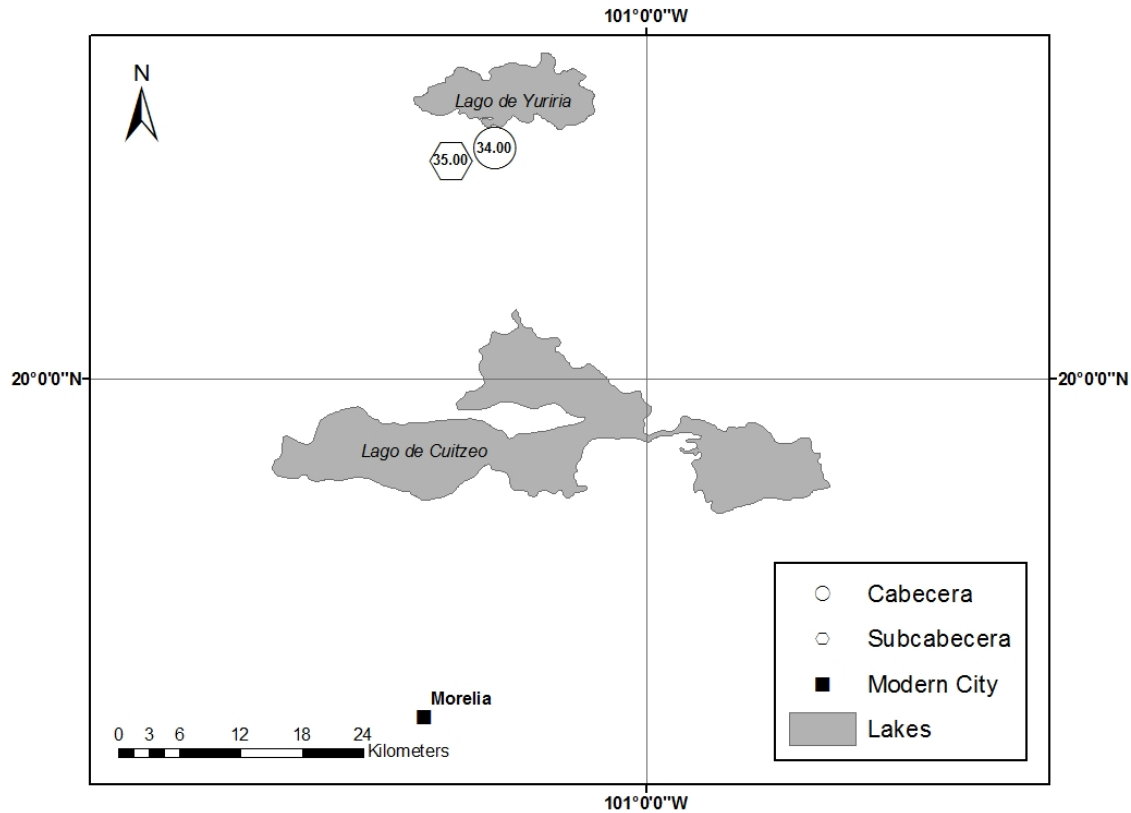 101°0'0"W
N
Lago de Yuriria
34.00
35.00
20°0'0"N
20°0'0"N
Lago de Cuitzeo
Cabecera
Subcabecera
Modern City
Lakes
Morelia
0 3 6 12 18 24
Kilometers
101°0'0"W